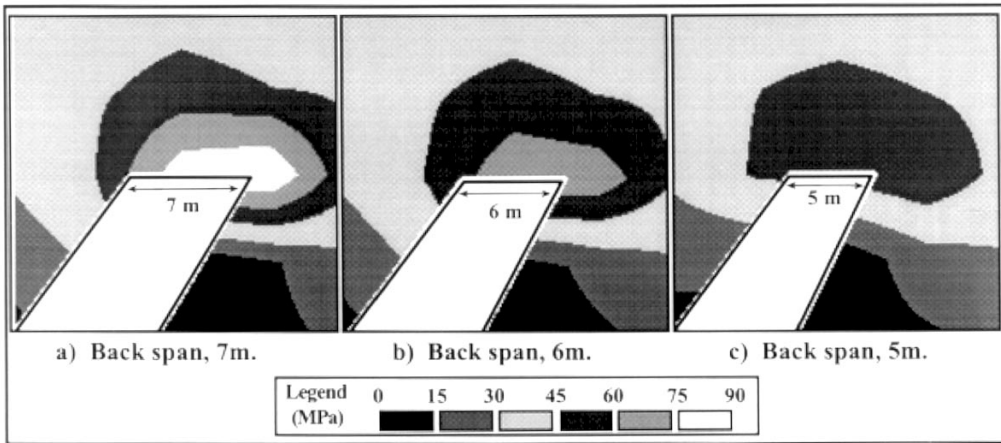 7 m
6 m
5 m
a) Back span, 7m.
b) Back span, 6m.
c) Back span, 5m.
Legend 0 15 30 45 60 75 90
(MPa)